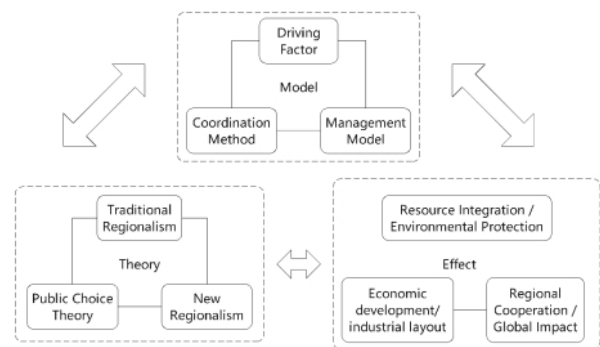 Driving
Factor
Model
Coordination
Method
Management
Model
Traditional
Regionalism
Theory
Public Choice
Theory
New
Regionalism
Resource Integration /
Environmental Protection
Effect
Economic
development/
industrial layout
Regional
Cooperation /
Global Impact